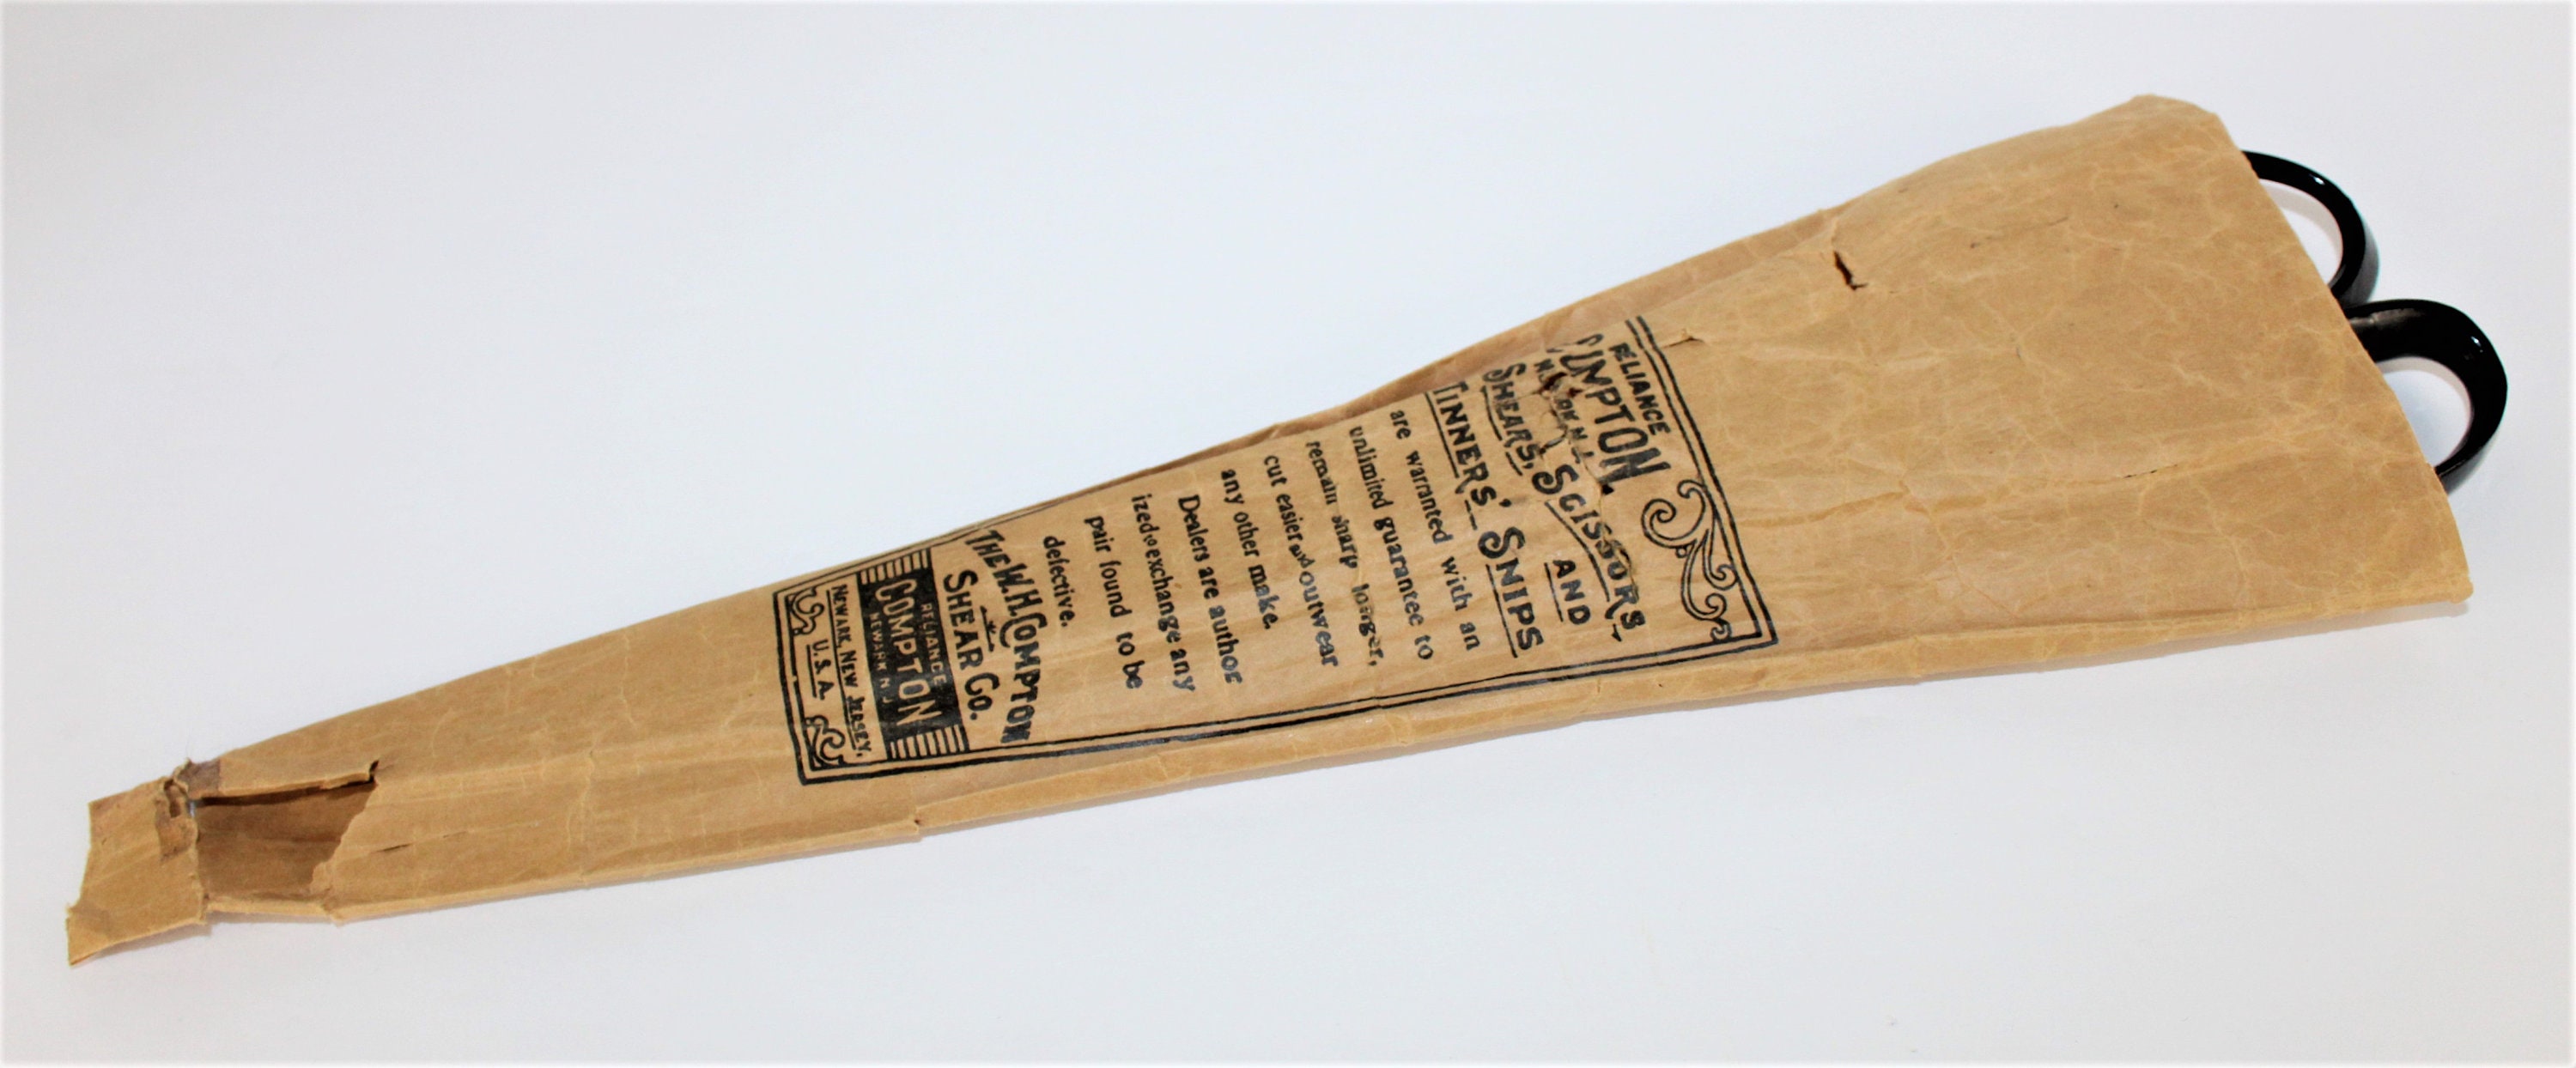 RELIANCE
OMPTON
NEWARK N.J.
SHEARS, SCISSORS
AND
TINNERS' SNIPS
are warranted with an
unlimited guarantee to
remain sharp longer,
cut easier and outwear
any other make.
Dealers are author
ized to exchange any
pair found to be
defective.
THE W.H. COMPTON
SHEAR CO.
RELIANCE
COMPTON
NEWARK N.J.
NEWARK, NEW JERSEY,
U.S.A.